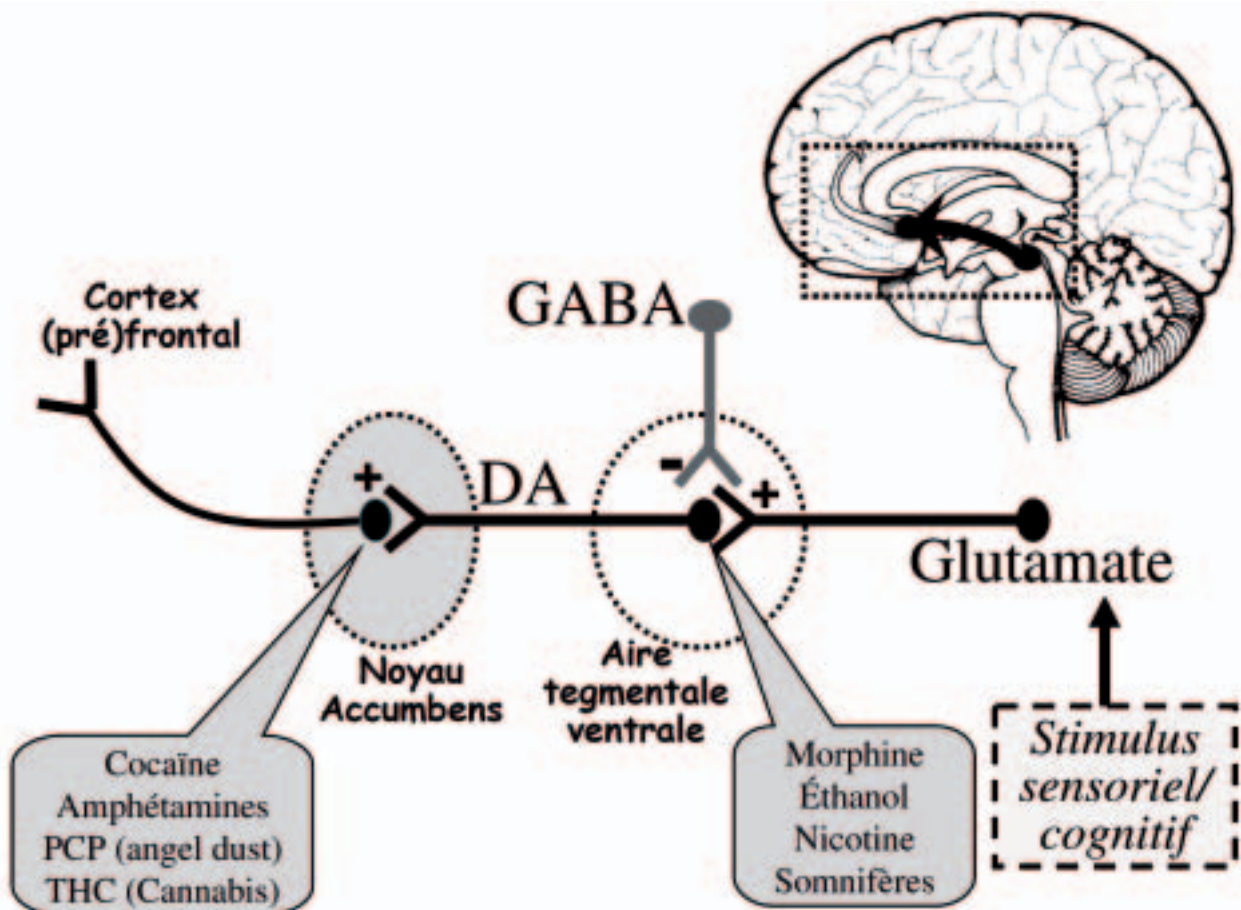 Cortex
(pré)frontal
GABA
+
DA
-
+
Glutamate
Noyau
Accumbens
Aire
tegmentale
ventrale
Cocaïne
Amphétamines
PCP (angel dust)
THC (Cannabis)
Morphine
Éthanol
Nicotine
Somnifères
Stimulus
sensoriel/
cognitif